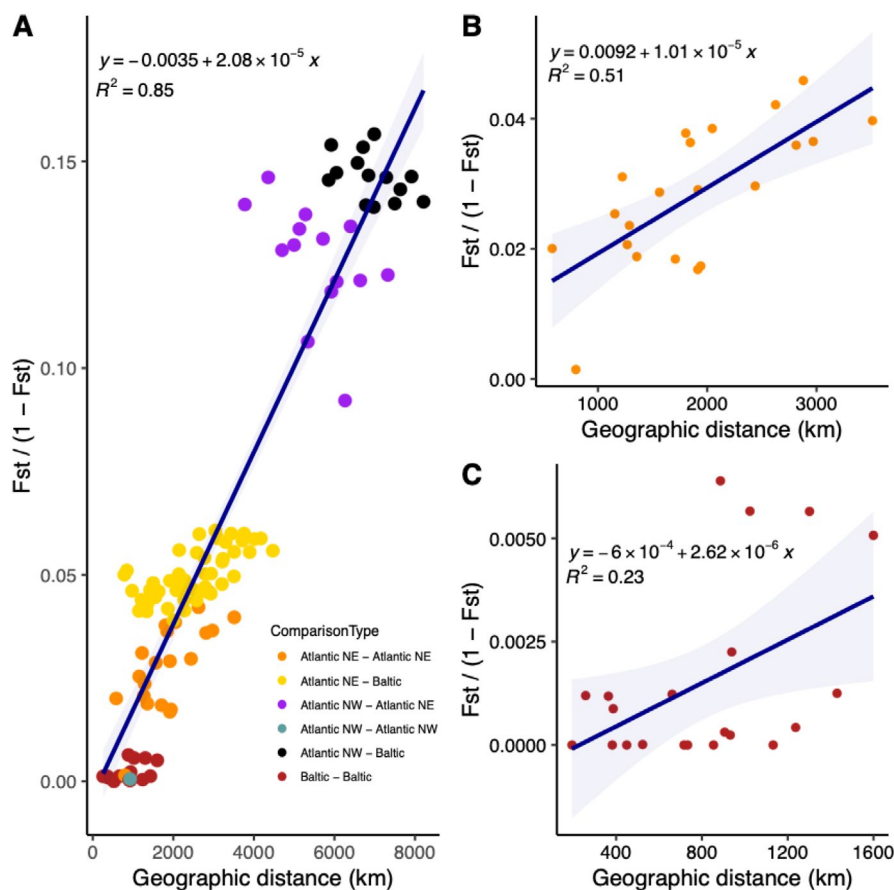 A
y = − 0.0035 + 2.08 × 10⁻⁵ x
R² = 0.85
0.15
0.10
0.05
0.00
Fst / (1 − Fst)
ComparisonType
Atlantic NE − Atlantic NE
Atlantic NE − Baltic
Atlantic NW − Atlantic NE
Atlantic NW − Atlantic NW
Atlantic NW − Baltic
Baltic − Baltic
0 2000 4000 6000 8000
Geographic distance (km)
B
y = 0.0092 + 1.01 × 10⁻⁵ x
R² = 0.51
0.04
0.02
0.00
Fst / (1 − Fst)
1000 2000 3000
Geographic distance (km)
C
y = − 6 × 10⁻⁴ + 2.62 × 10⁻⁶ x
R² = 0.23
0.0050
0.0025
0.0000
Fst / (1 − Fst)
400 800 1200 1600
Geographic distance (km)